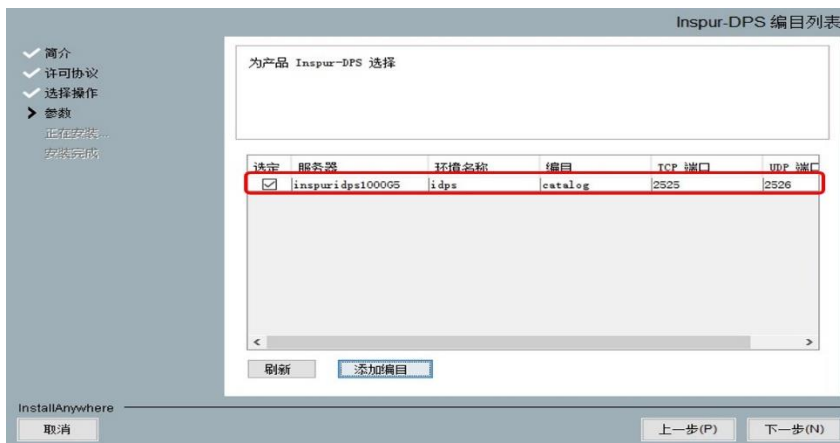 Inspur-DPS 编目列表
简介
许可协议
选择操作
参数
正在安装...
安装完成
为产品 Inspur-DPS 选择
选定 服务器 环境名称 编目 TCP 端口 UDP 端口
inspuridps1000G5 idps catalog 2525 2526
刷新 添加编目
InstallAnywhere
取消 上一步(P) 下一步(N)